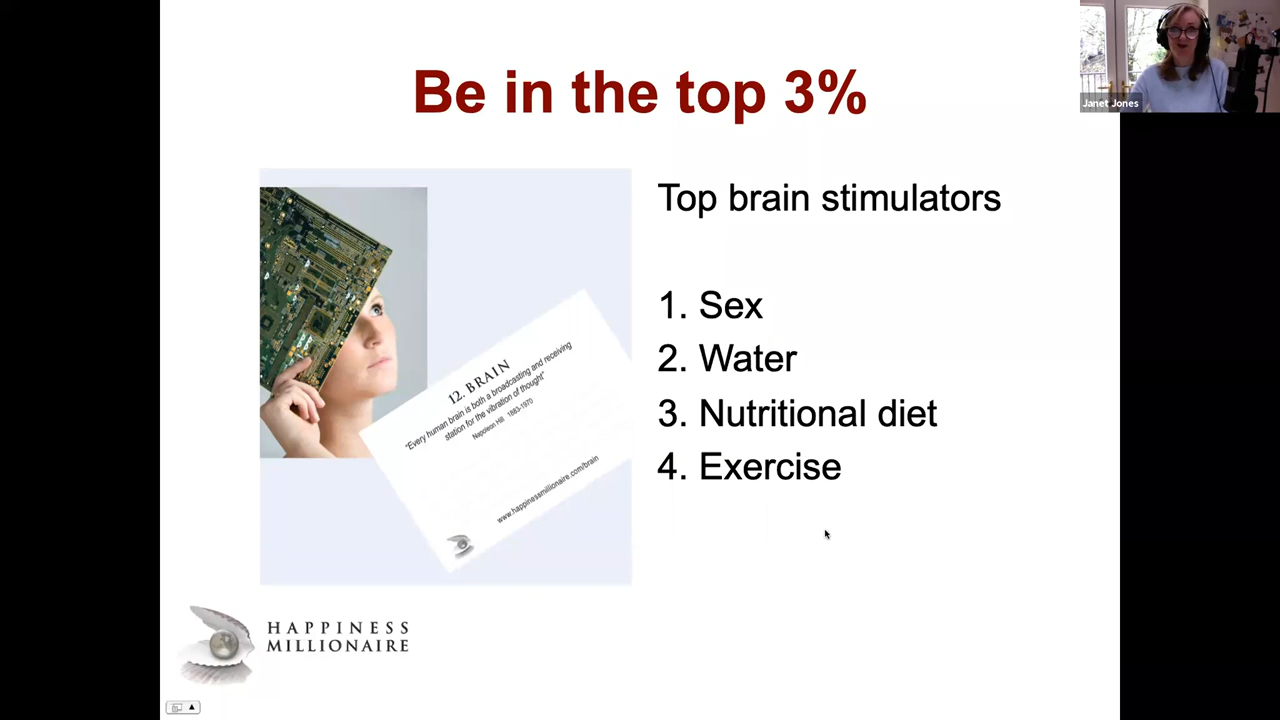 Be in the top 3%
Janet Jones
Top brain stimulators
1. Sex
2. Water
3. Nutritional diet
4. Exercise
12. BRAIN
"Every human brain is both a broadcasting and receiving
station for the vibration of thought"
Napoleon Hill 1883-1970
www.happinessmillionaire.com/brain
HAPPINESS
MILLIONAIRE